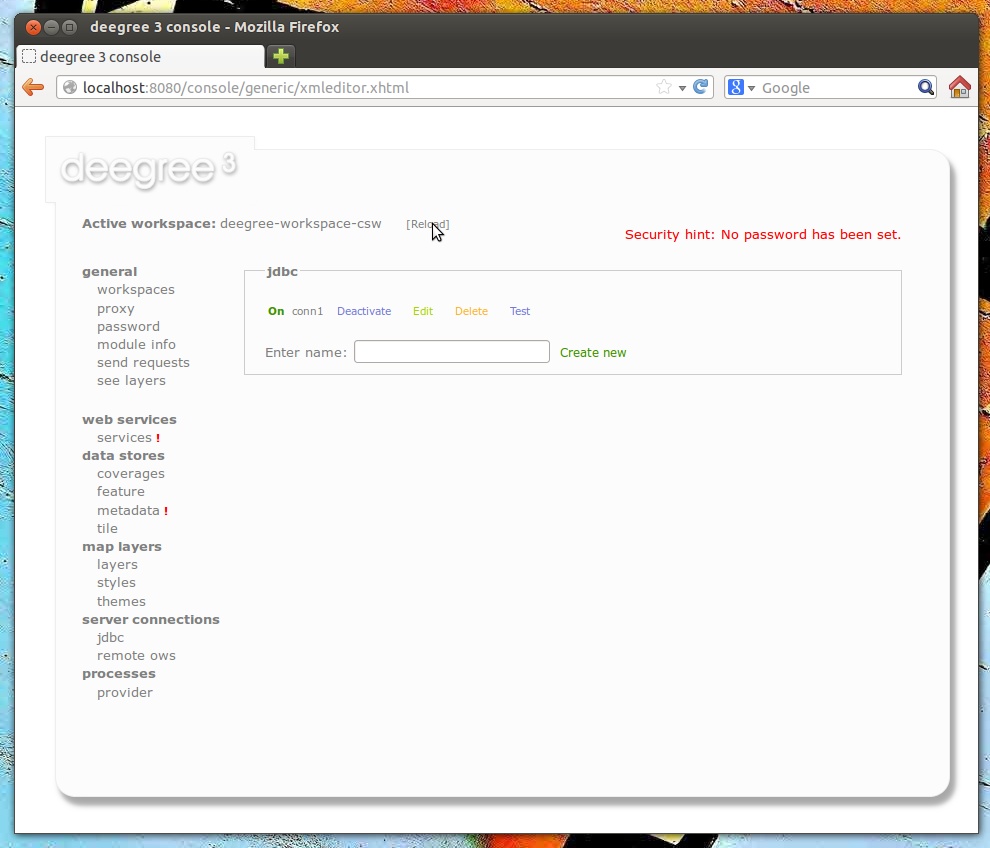 deegree 3 console - Mozilla Firefox
deegree 3 console
localhost:8080/console/generic/xmleditor.xhtml
Google
deegree 3
Active workspace: deegree-workspace-csw [Reload]
Security hint: No password has been set.
general
workspaces
proxy
password
module info
send requests
see layers
web services
services !
data stores
coverages
feature
metadata !
tile
map layers
layers
styles
themes
server connections
jdbc
remote ows
processes
provider
jdbc
On conn1 Deactivate Edit Delete Test
Enter name: Create new